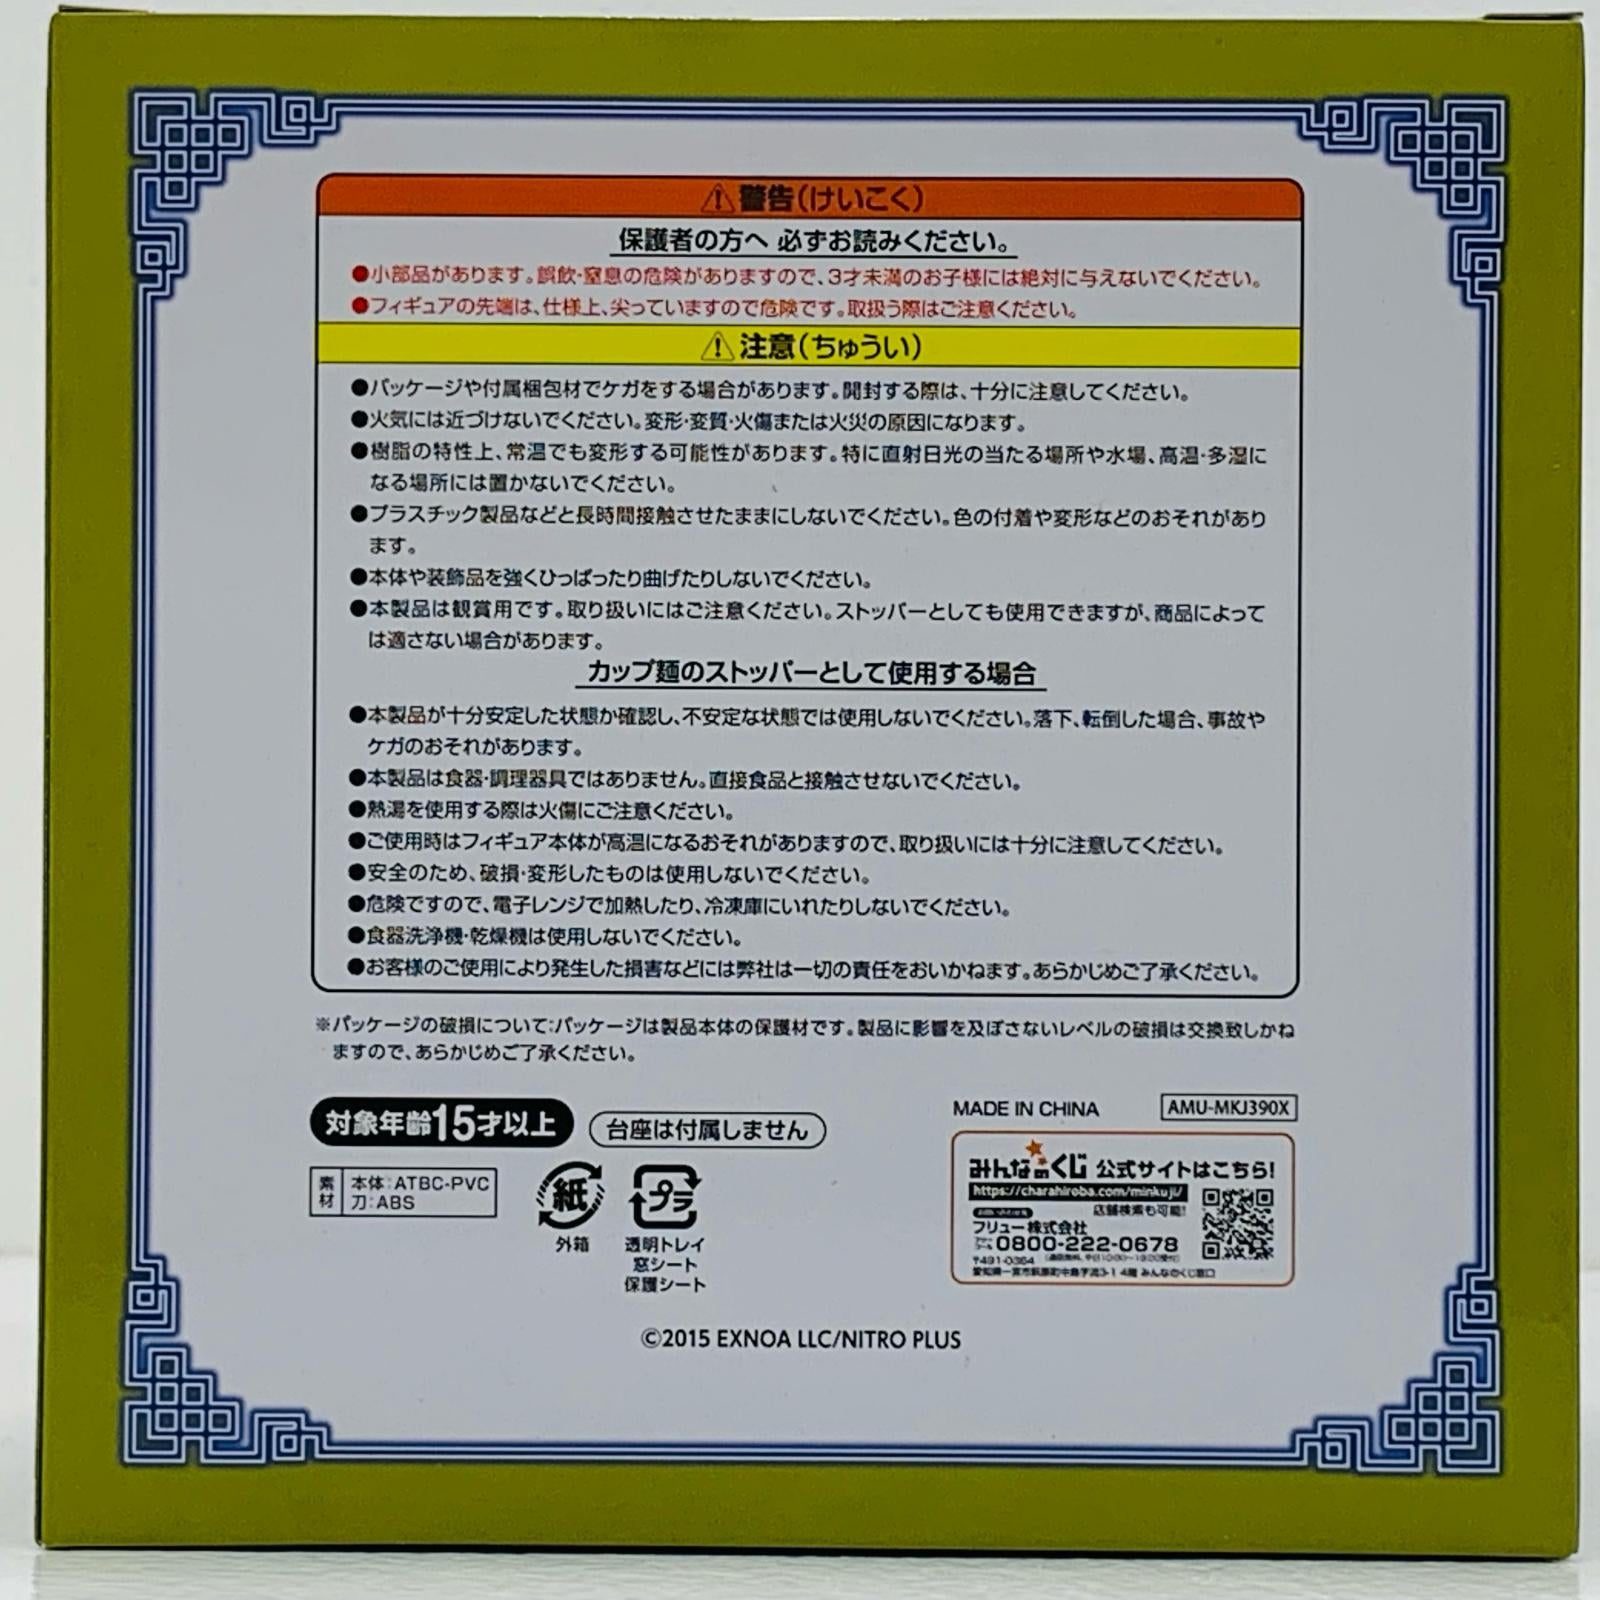 ⚠警告(けいこく)
保護者の方へ 必ずお読みください。
●小部品があります。誤飲・窒息の危険がありますので、3才未満のお子様には絶対に与えないでください。
●フィギュアの先端は、仕様上、尖っていますので危険です。取扱う際はご注意ください。
⚠注意(ちゅうい)
●パッケージや付属梱包材でケガをする場合があります。開封する際は、十分に注意してください。
●火気には近づけないでください。変形・変質・火傷または火災の原因になります。
●樹脂の特性上、常温でも変形する可能性があります。特に直射日光の当たる場所や水場、高温・多湿に
なる場所には置かないでください。
●プラスチック製品などと長時間接触させたままにしないでください。色の付着や変形などのおそれがあり
ます。
●本体や装飾品を強くひっぱったり曲げたりしないでください。
●本製品は観賞用です。取り扱いにはご注意ください。ストッパーとしても使用できますが、商品によって
は適さない場合があります。
カップ麺のストッパーとして使用する場合
●本製品が十分安定した状態か確認し、不安定な状態では使用しないでください。落下、転倒した場合、事故や
ケガのおそれがあります。
●本製品は食器・調理器具ではありません。直接食品と接触させないでください。
●熱湯を使用する際は火傷にご注意ください。
●ご使用時はフィギュア本体が高温になるおそれがありますので、取り扱いには十分に注意してください。
●安全のため、破損・変形したものは使用しないでください。
●危険ですので、電子レンジで加熱したり、冷凍庫にいれたりしないでください。
●食器洗浄機・乾燥機は使用しないでください。
●お客様のご使用により発生した損害などには弊社は一切の責任をおいかねます。あらかじめご了承ください。
※パッケージの破損について:パッケージは製品本体の保護材です。製品に影響を及ぼさないレベルの破損は交換致しかね
ますので、あらかじめご了承ください。
対象年齢15才以上
台座は付属しません
MADE IN CHINA
AMU-MKJ390X
素材
本体:ATBC-PVC
刀:ABS
紙
外箱
プラ
透明トレイ
窓シート
保護シート
みんなのくじ 公式サイトはこちら!
https://charahiroba.com/minkuji/
店舗検索も可能!
お問い合わせ先
フリュー株式会社
0800-222-0678
〒491-0364
愛知県一宮市萩原町中島字流3-1 4階 みんなのくじ窓口
©2015 EXNOA LLC/NITRO PLUS